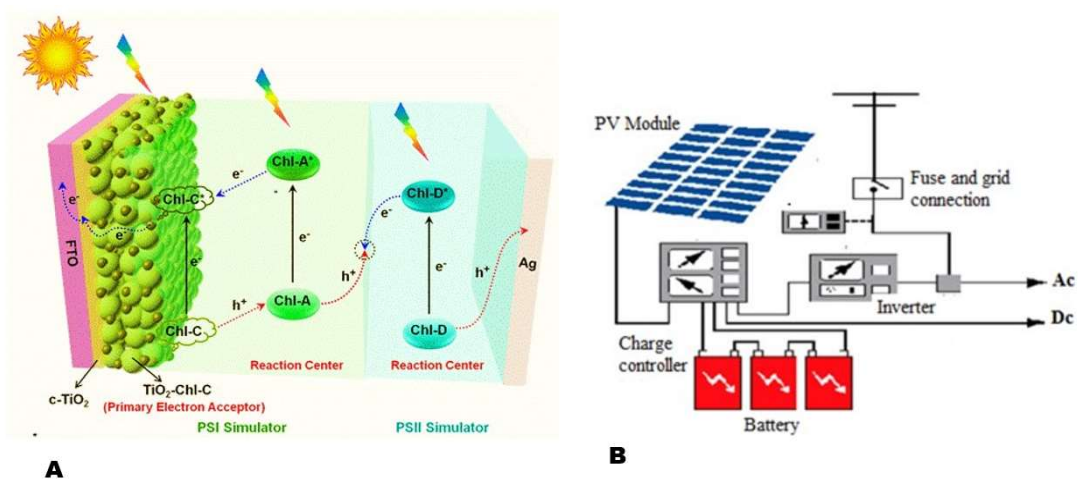 Chl-A*
e-
Chl-D*
Chl-C*
e-
e-
e-
e-
FTO
e-
e-
e-
h+
h+
h+
Ag
Chl-A
Chl-C
Chl-D
Reaction Center
Reaction Center
c-TiO2
TiO2-Chl-C
(Primary Electron Acceptor)
PSI Simulator
PSII Simulator
A
PV Module
Fuse and grid
connection
Inverter
Ac
Dc
Charge
controller
Battery
B